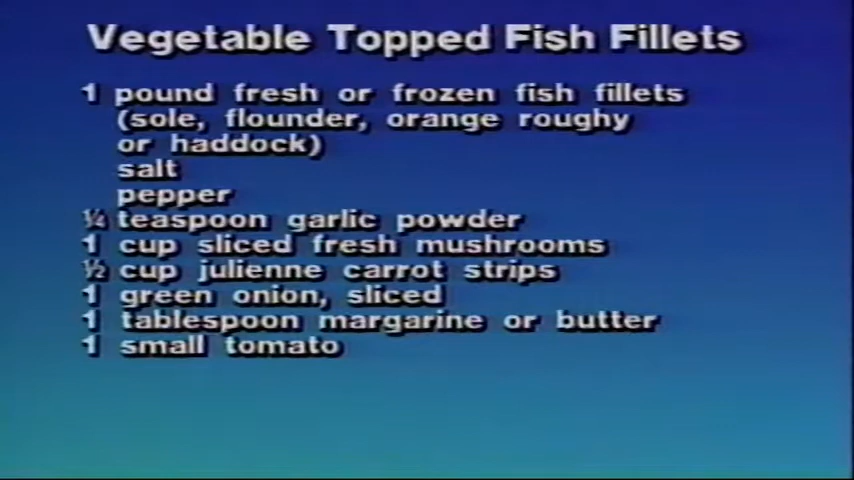 Vegetable Topped Fish Fillets
1 pound fresh or frozen fish fillets
(sole, flounder, orange roughy
or haddock)
salt
pepper
¼ teaspoon garlic powder
1 cup sliced fresh mushrooms
½ cup julienne carrot strips
1 green onion, sliced
1 tablespoon margarine or butter
1 small tomato